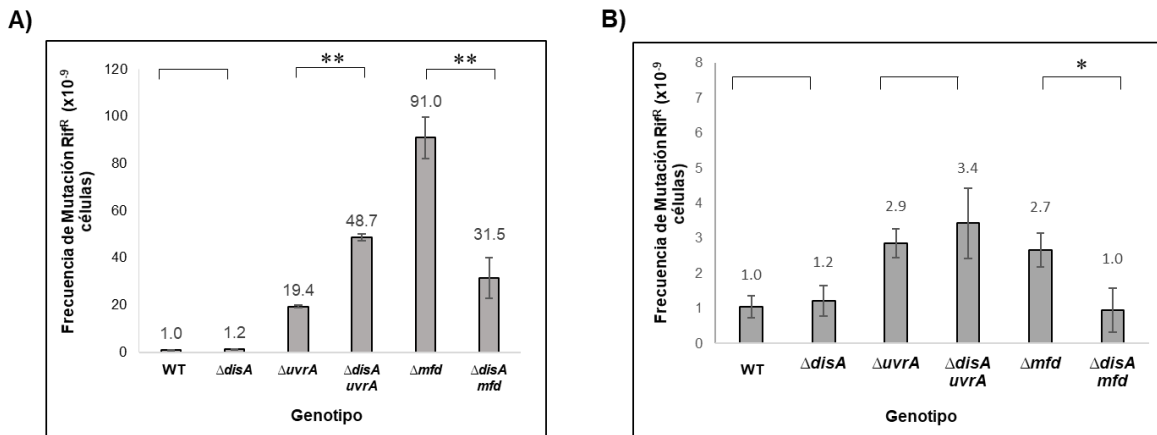 A)
Frecuencia de Mutación Rifᴿ (x10⁻⁹
células)
120
100
80
60
40
20
0
** **
1.0
1.2
19.4
48.7
91.0
31.5
WT
ΔdisA
ΔuvrA
ΔdisA
uvrA
Δmfd
ΔdisA
mfd
Genotipo
B)
Frecuencia de Mutación Rifᴿ (x10⁻⁹
células)
8
7
6
5
4
3
2
1
0
*
1.0
1.2
2.9
3.4
2.7
1.0
WT
ΔdisA
ΔuvrA
ΔdisA
uvrA
Δmfd
ΔdisA
mfd
Genotipo